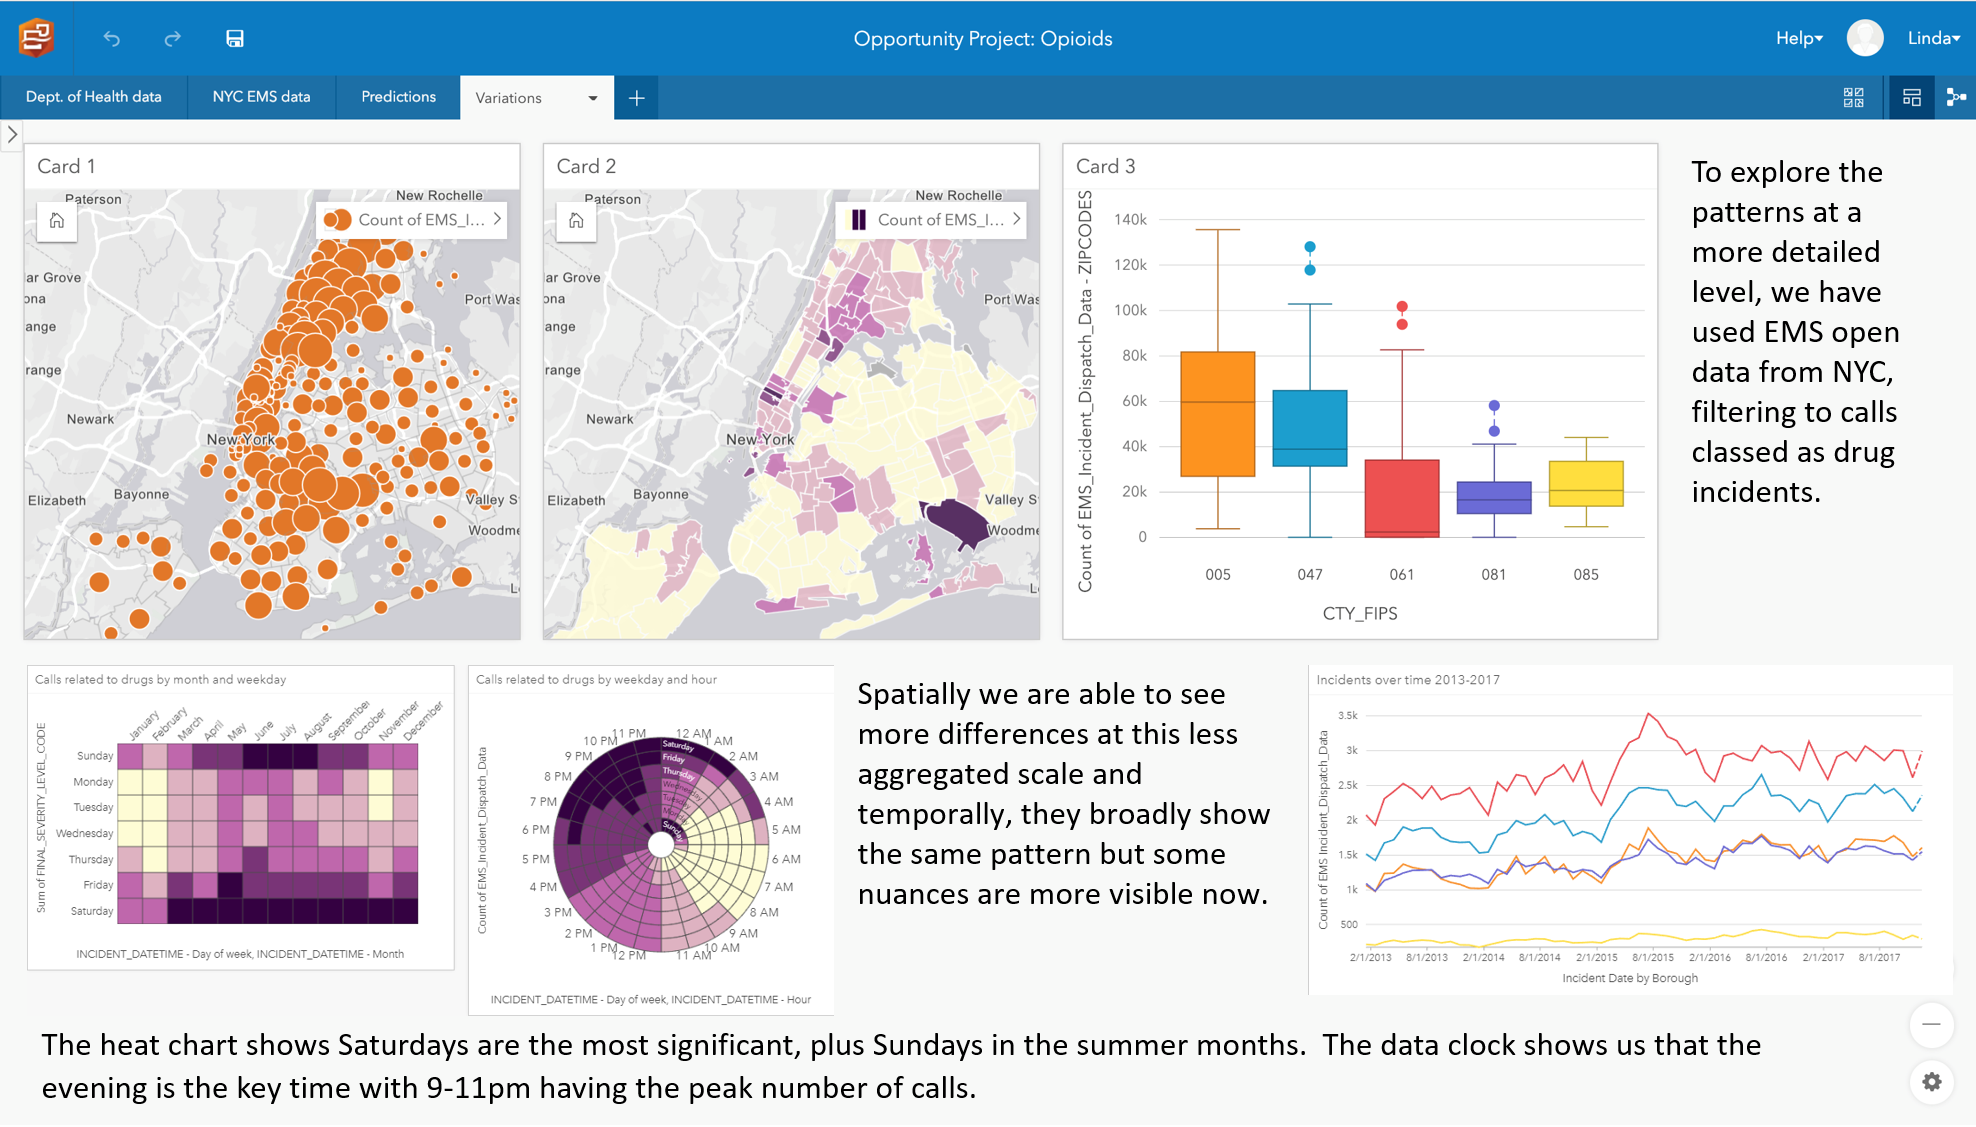 Opportunity Project: Opioids
Help
Linda
Dept. of Health data
NYC EMS data
Predictions
Variations
Card 1
Paterson
New Rochelle
Count of EMS_I...
ar Grove
ona
ange
Port Was
range
Newark
New York
Elizabeth
Bayonne
Valley S
Woodme
L
Card 2
Paterson
New Rochelle
Count of EMS_I...
lar Grove
ona
ange
Port Was
range
Newark
New York
Elizabeth
Bayonne
Valley S
Woodme
L
Card 3
Count of EMS_Incident_Dispatch_Data - ZIPCODES
140k
120k
100k
80k
60k
40k
20k
0
005
047
061
081
085
CTY_FIPS
To explore the
patterns at a
more detailed
level, we have
used EMS open
data from NYC,
filtering to calls
classed as drug
incidents.
Calls related to drugs by month and weekday
Sum of FINAL_SEVERITY_LEVEL_CODE
January
February
March
April
May
June
July
August
September
October
November
December
Sunday
Monday
Tuesday
Wednesday
Thursday
Friday
Saturday
INCIDENT_DATETIME - Day of week, INCIDENT_DATETIME - Month
Calls related to drugs by weekday and hour
Count of EMS_Incident_Dispatch_Data
12 AM
1 AM
2 AM
3 AM
4 AM
5 AM
6 AM
7 AM
8 AM
9 AM
10 AM
11 AM
12 PM
1 PM
2 PM
3 PM
4 PM
5 PM
6 PM
7 PM
8 PM
9 PM
10 PM
11 PM
Saturday
Friday
Thursday
Wednesday
Tuesday
Monday
Sunday
INCIDENT_DATETIME - Day of week, INCIDENT_DATETIME - Hour
Spatially we are able to see
more differences at this less
aggregated scale and
temporally, they broadly show
the same pattern but some
nuances are more visible now.
Incidents over time 2013-2017
Count of EMS Incident_Dispatch_Data
3.5k
3k
2.5k
2k
1.5k
1k
500
2/1/2013
8/1/2013
2/1/2014
8/1/2014
2/1/2015
8/1/2015
2/1/2016
8/1/2016
2/1/2017
8/1/2017
Incident Date by Borough
The heat chart shows Saturdays are the most significant, plus Sundays in the summer months. The data clock shows us that the
evening is the key time with 9-11pm having the peak number of calls.